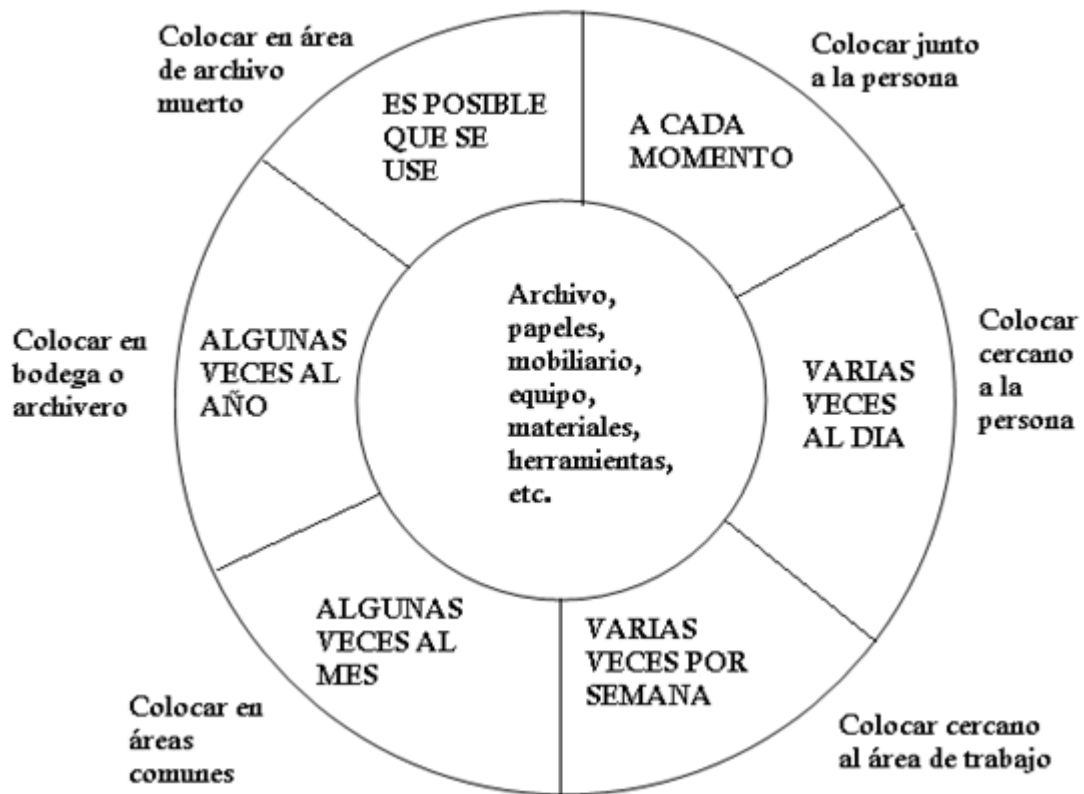 Colocar en área
de archivo
muerto
ES POSIBLE
QUE SE
USE
A CADA
MOMENTO
Colocar junto
a la persona
Colocar en
bodega o
archivero
ALGUNAS
VECES AL
AÑO
Archivo,
papeles,
mobiliario,
equipo,
materiales,
herramientas,
etc.
VARIAS
VECES
AL DIA
Colocar
cercano
a la
persona
ALGUNAS
VECES AL
MES
VARIAS
VECES POR
SEMANA
Colocar en
áreas
comunes
Colocar cercano
al área de trabajo